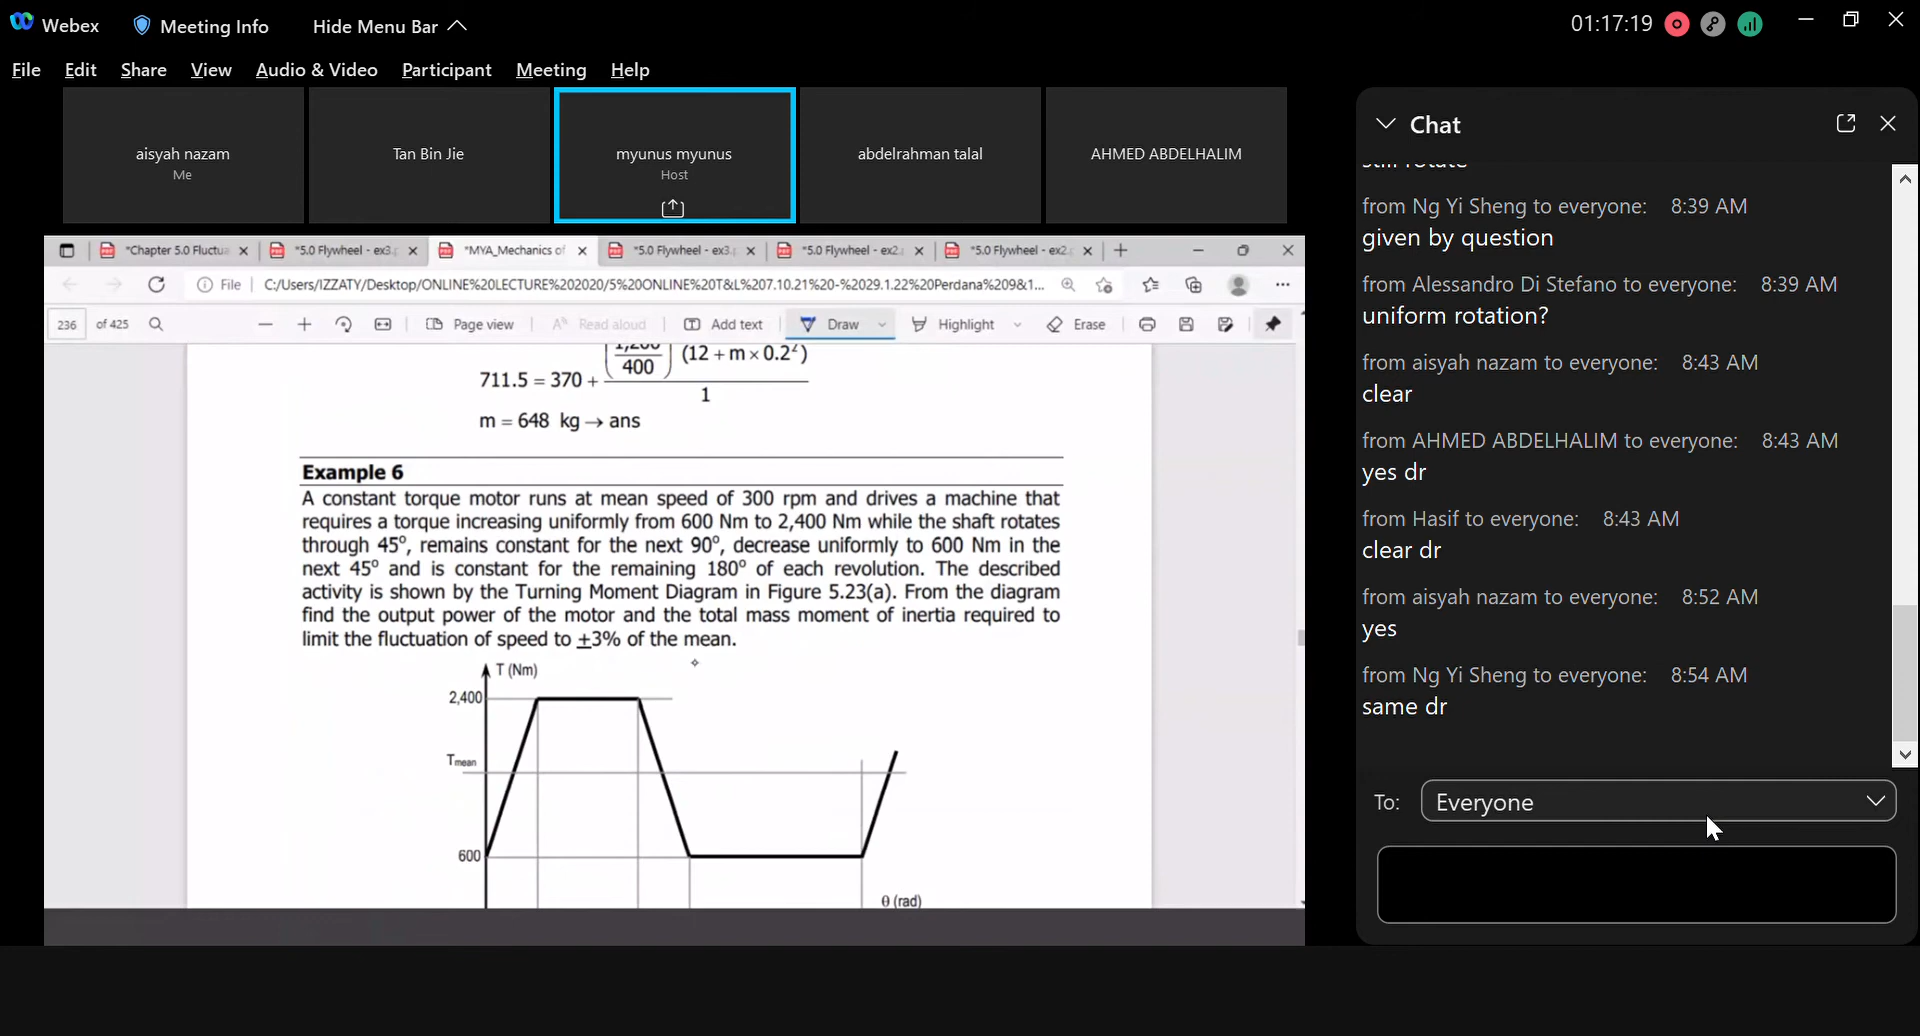 Webex
Meeting Info
Hide Menu Bar
01:17:19
File Edit Share View Audio & Video Participant Meeting Help
aisyah nazam
Me
Tan Bin Jie
myunus myunus
Host
abdelrahman talal
AHMED ABDELHALIM
*Chapter 5.0 Fluctua
*5.0 Flywheel - ex3.
*MYA_Mechanics of
*5.0 Flywheel - ex3.
*5.0 Flywheel - ex2.
*5.0 Flywheel - ex2.
File
C:/Users/IZZATY/Desktop/ONLINE%20LECTURE%202020/5%20ONLINE%20T&L%207.10.21%20-%2029.1.22%20Perdana%209&1...
236 of 425
Page view
Read aloud
Add text
Draw
Highlight
Erase
711.5 = 370 + (1,200/400) (12 + m x 0.2²) / 1
m = 648 kg → ans
Example 6
A constant torque motor runs at mean speed of 300 rpm and drives a machine that
requires a torque increasing uniformly from 600 Nm to 2,400 Nm while the shaft rotates
through 45°, remains constant for the next 90°, decrease uniformly to 600 Nm in the
next 45° and is constant for the remaining 180° of each revolution. The described
activity is shown by the Turning Moment Diagram in Figure 5.23(a). From the diagram
find the output power of the motor and the total mass moment of inertia required to
limit the fluctuation of speed to ±3% of the mean.
T (Nm)
2,400
Tmean
600
θ (rad)
Chat
still rotate
from Ng Yi Sheng to everyone: 8:39 AM
given by question
from Alessandro Di Stefano to everyone: 8:39 AM
uniform rotation?
from aisyah nazam to everyone: 8:43 AM
clear
from AHMED ABDELHALIM to everyone: 8:43 AM
yes dr
from Hasif to everyone: 8:43 AM
clear dr
from aisyah nazam to everyone: 8:52 AM
yes
from Ng Yi Sheng to everyone: 8:54 AM
same dr
To: Everyone